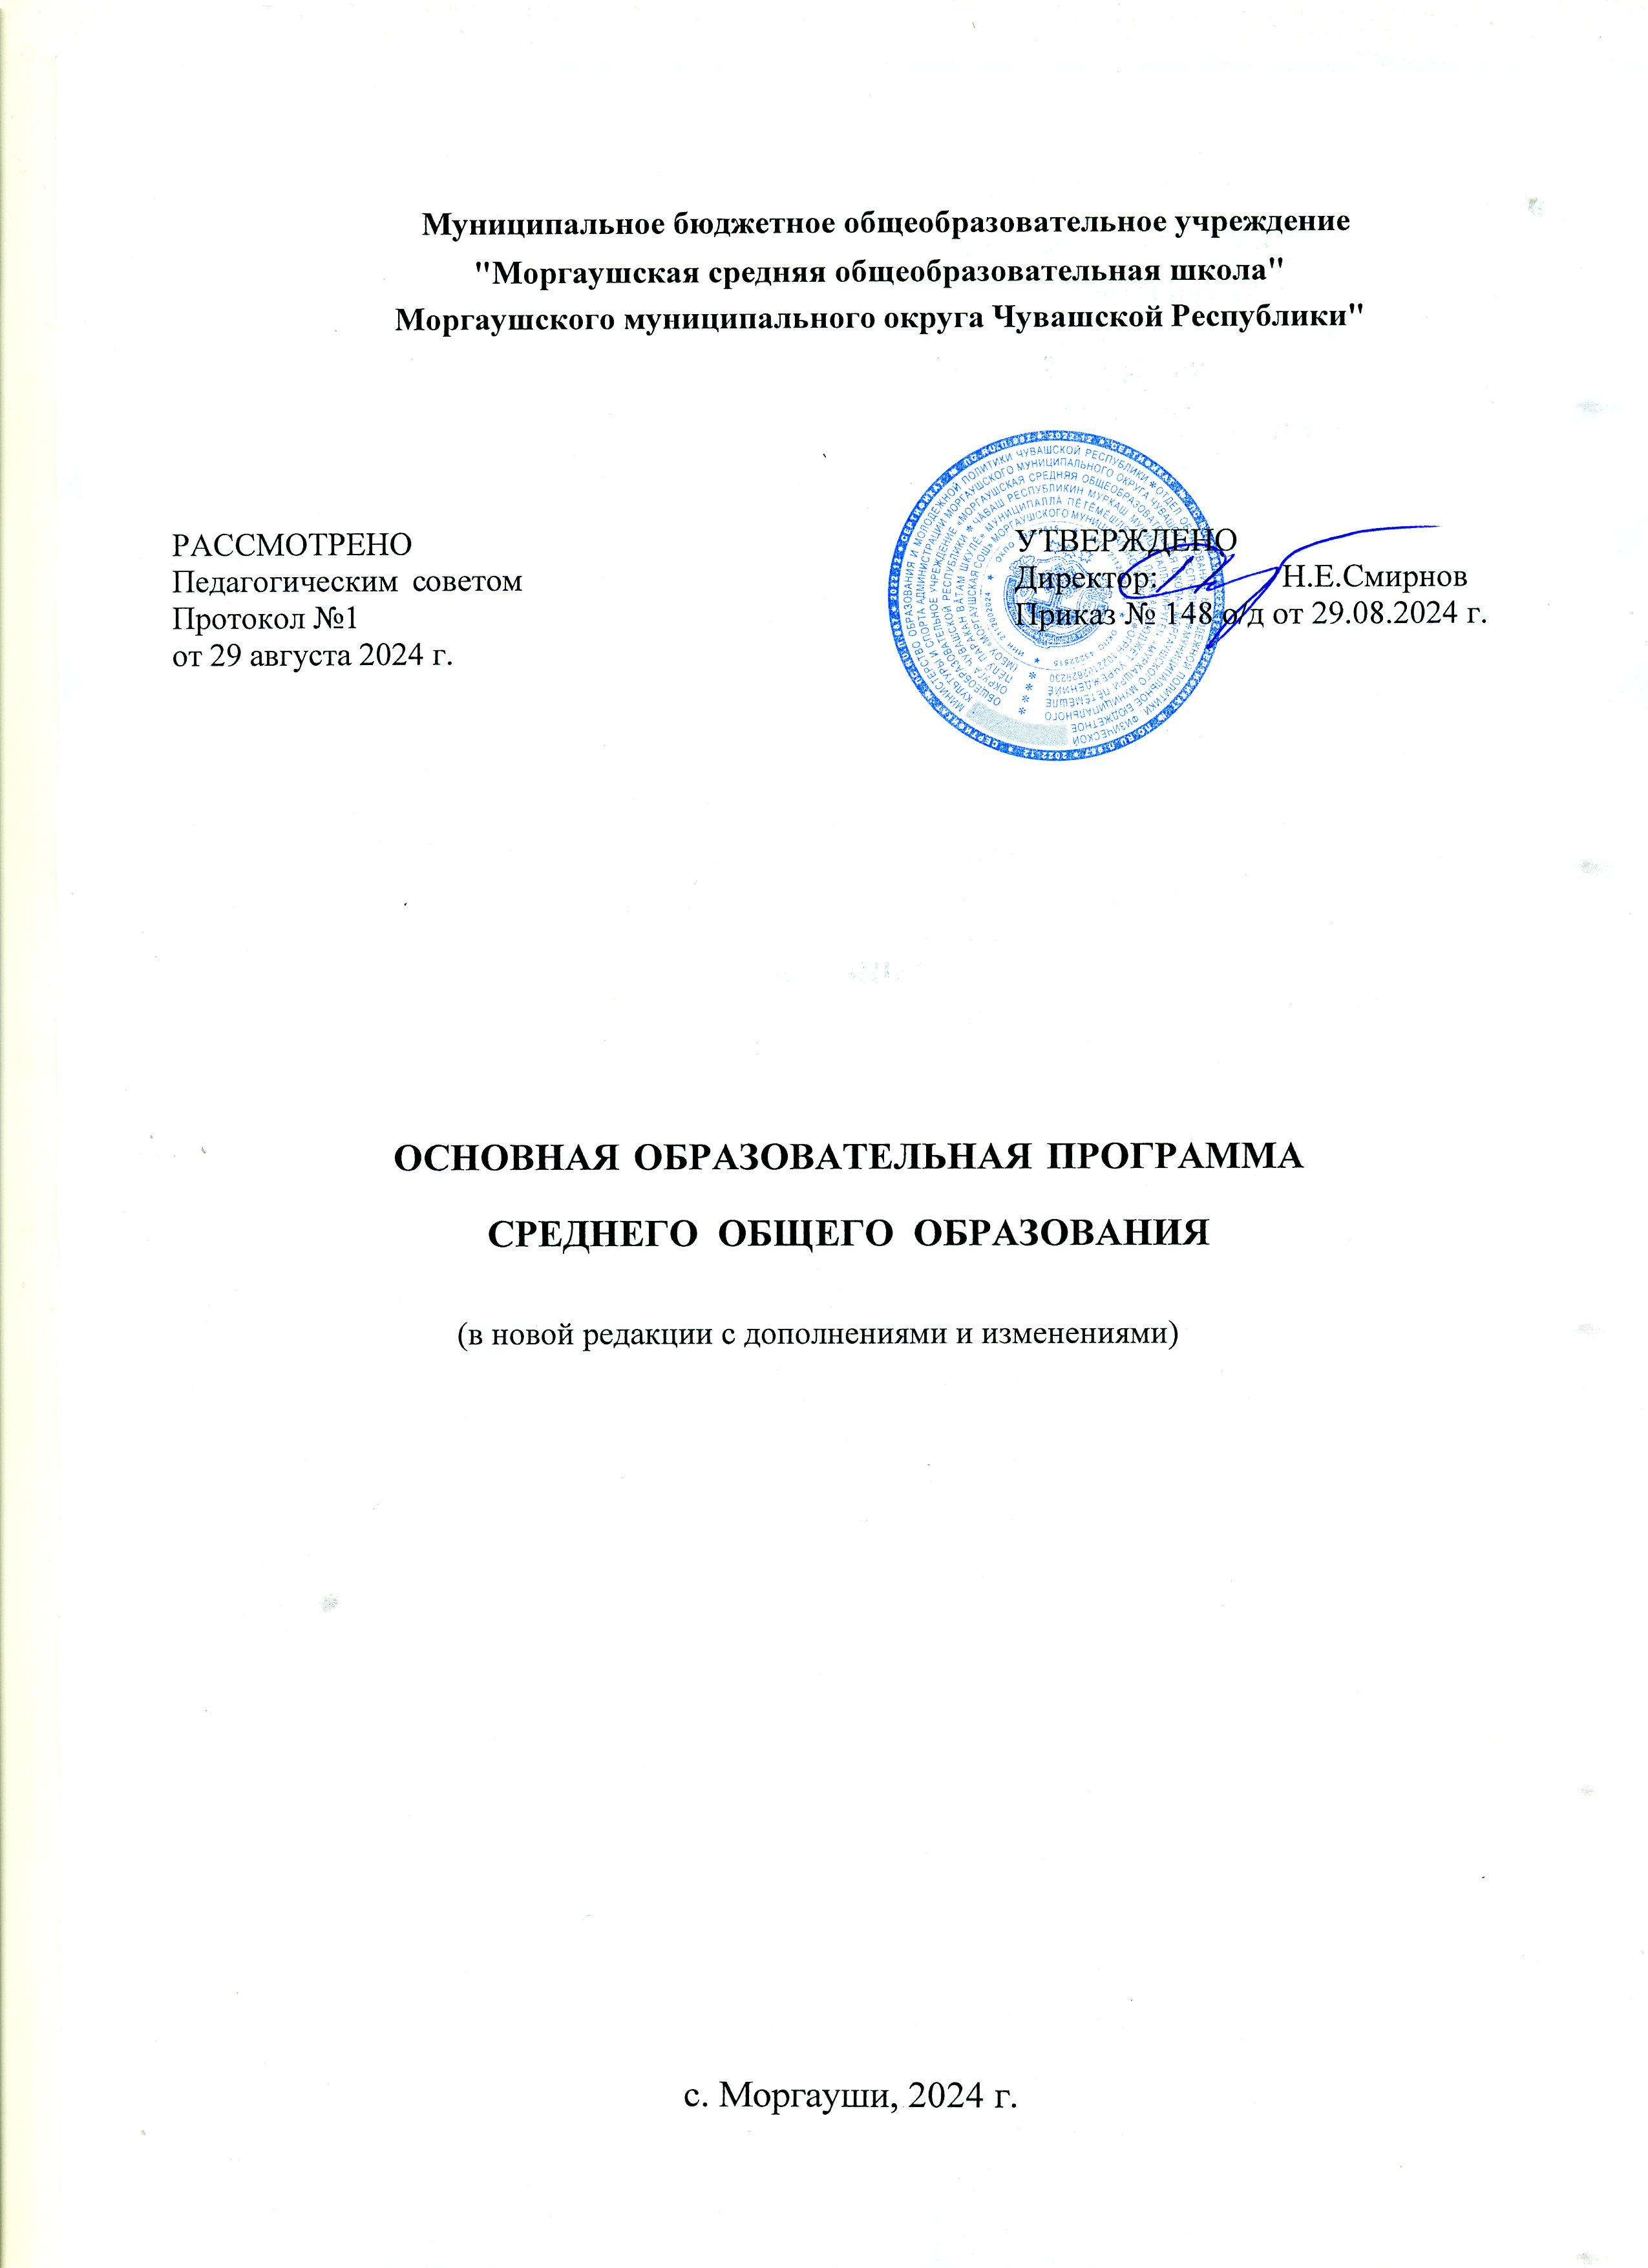 Муниципальное бюджетное общеобразовательное учреждение
"Моргаушская средняя общеобразовательная школа"
Моргаушского муниципального округа Чувашской Республики"
РАССМОТРЕНО
Педагогическим советом
Протокол №1
от 29 августа 2024 г.
УТВЕРЖДЕНО
Директор: Н.Е.Смирнов
Приказ № 148 о/д от 29.08.2024 г.
ОСНОВНАЯ ОБРАЗОВАТЕЛЬНАЯ ПРОГРАММА
СРЕДНЕГО ОБЩЕГО ОБРАЗОВАНИЯ
(в новой редакции с дополнениями и изменениями)
с. Моргауши, 2024 г.